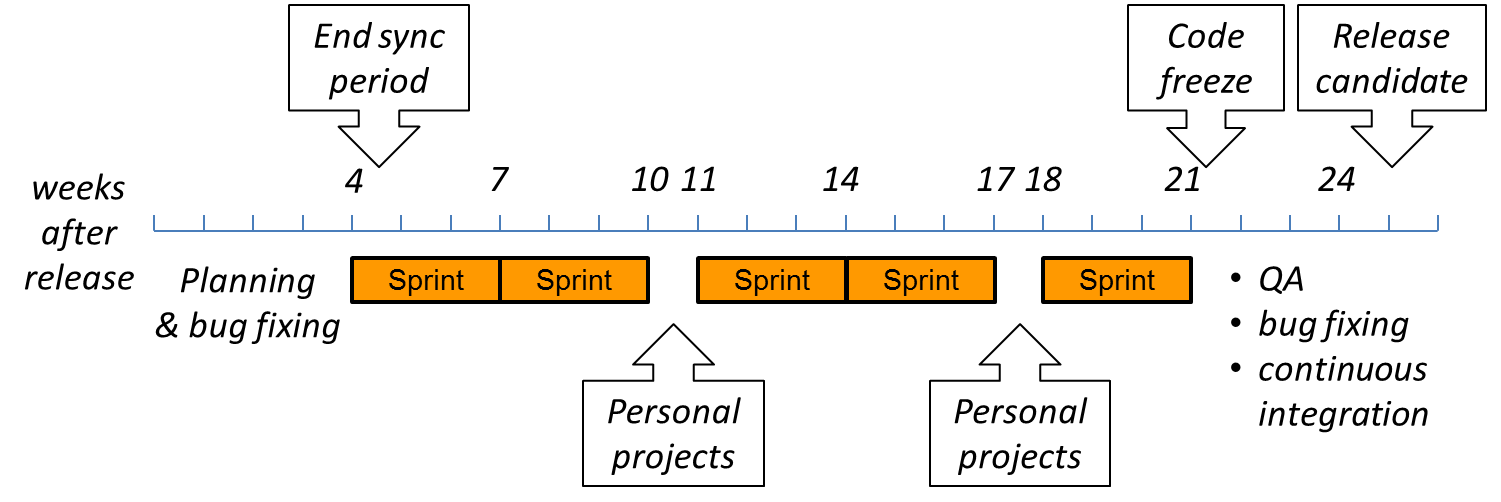 End sync
period
Code
freeze
Release
candidate
weeks
after
release
4 7 10 11 14 17 18 21 24
Planning
& bug fixing
Sprint Sprint Sprint Sprint Sprint
• QA
• bug fixing
• continuous
integration
Personal
projects
Personal
projects